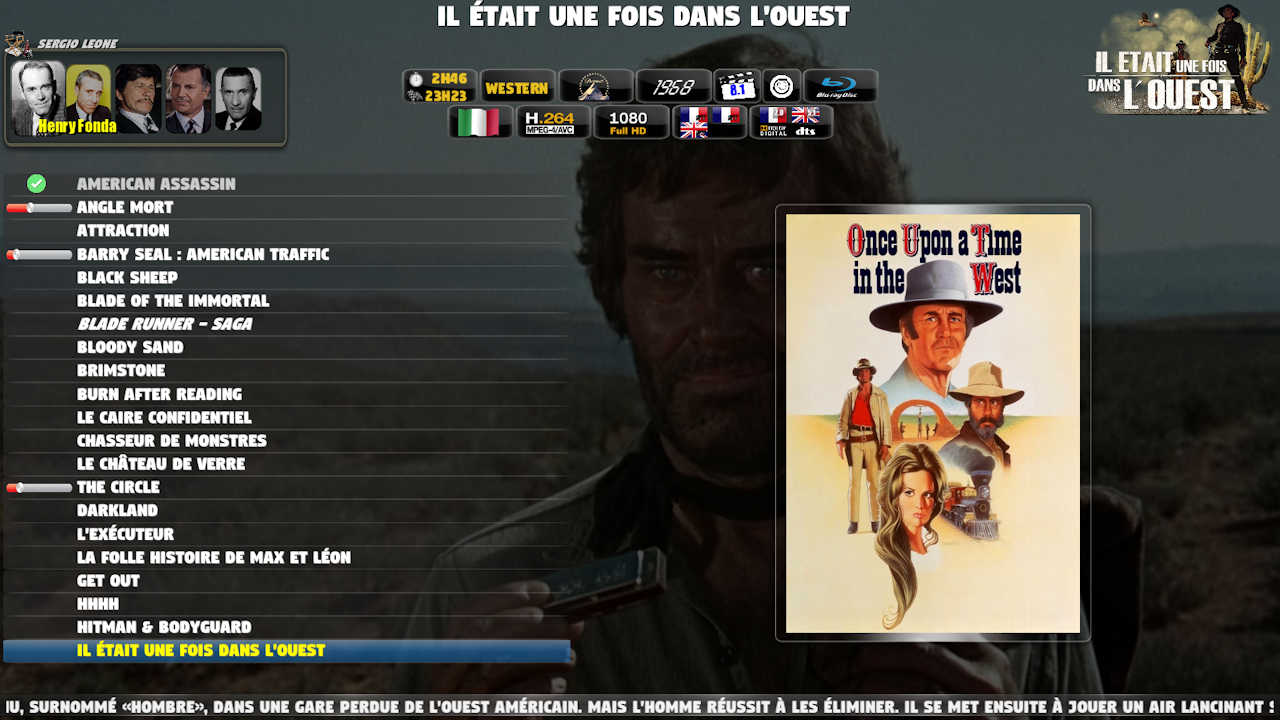 IL ÉTAIT UNE FOIS DANS L'OUEST
SERGIO LEONE
Henry Fonda
2H46
23H23
WESTERN
1968
8.1
Blu-ray Disc
H.264
MPEG-4/AVC
1080
Full HD
DOLBY
DIGITAL
dts
IL ETAIT UNE FOIS
DANS L'OUEST
AMERICAN ASSASSIN
ANGLE MORT
ATTRACTION
BARRY SEAL : AMERICAN TRAFFIC
BLACK SHEEP
BLADE OF THE IMMORTAL
BLADE RUNNER - SAGA
BLOODY SAND
BRIMSTONE
BURN AFTER READING
LE CAIRE CONFIDENTIEL
CHASSEUR DE MONSTRES
LE CHÂTEAU DE VERRE
THE CIRCLE
DARKLAND
L'EXÉCUTEUR
LA FOLLE HISTOIRE DE MAX ET LÉON
GET OUT
HHHH
HITMAN & BODYGUARD
IL ÉTAIT UNE FOIS DANS L'OUEST
Once Upon a Time
in the West
SURNOMMÉ «HOMBRE», DANS UNE GARE PERDUE DE L'OUEST AMÉRICAIN. MAIS L'HOMME RÉUSSIT À LES ÉLIMINER. IL SE MET ENSUITE À JOUER UN AIR LANCINANT